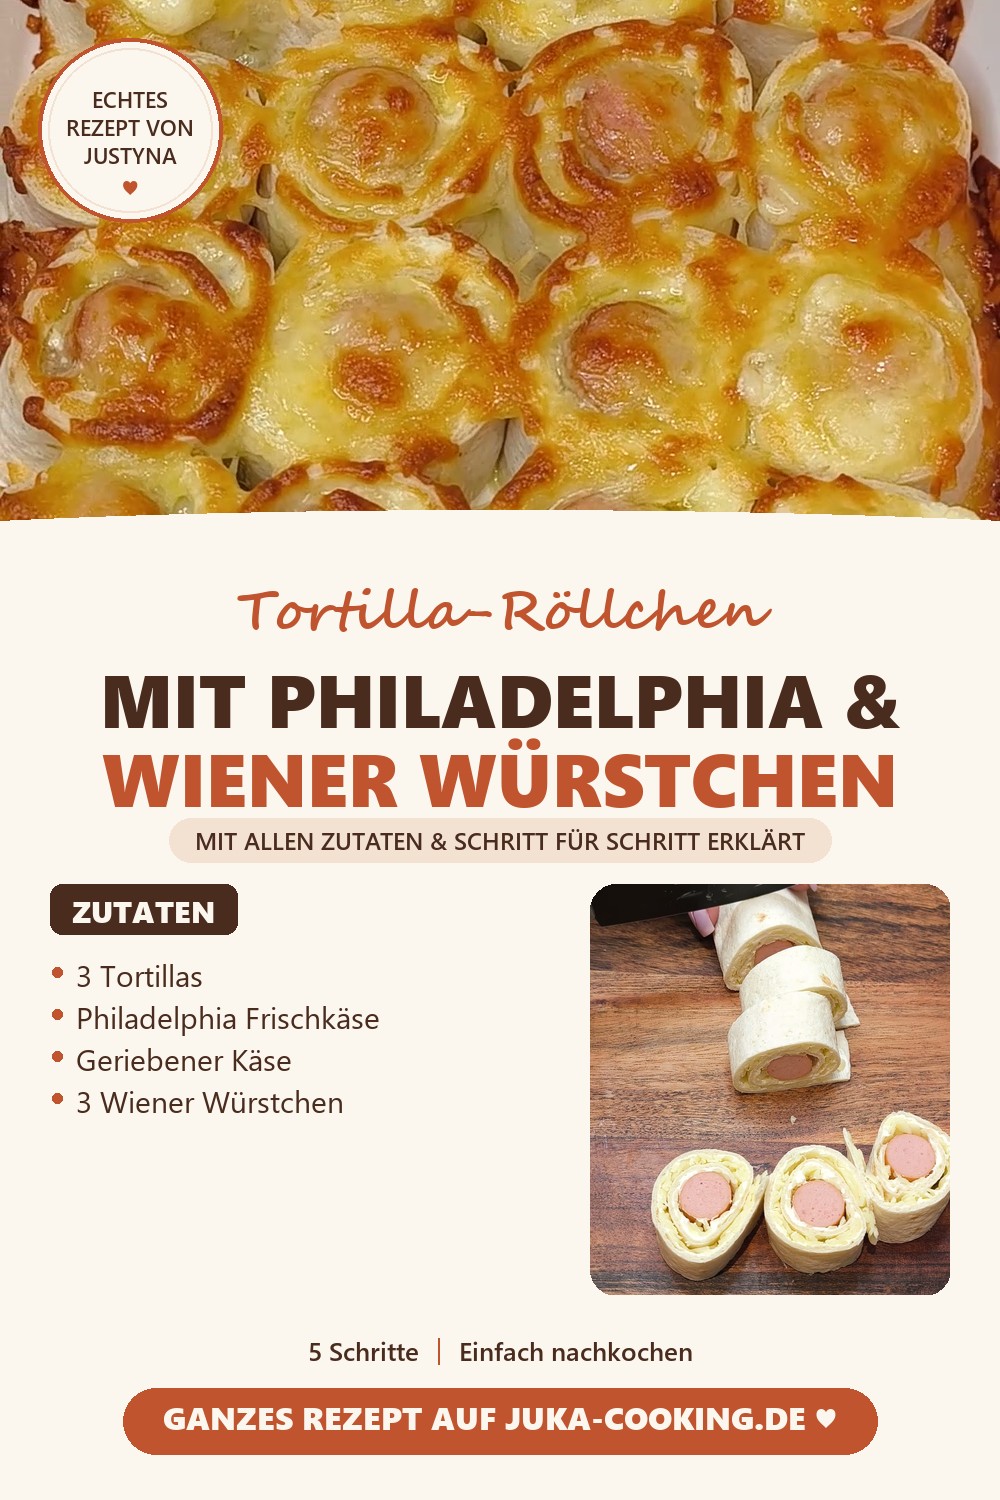 ECHTES
REZEPT VON
JUSTYNA
Tortilla-Röllchen
MIT PHILADELPHIA &
WIENER WÜRSTCHEN
MIT ALLEN ZUTATEN & SCHRITT FÜR SCHRITT ERKLÄRT
ZUTATEN
• 3 Tortillas
• Philadelphia Frischkäse
• Geriebener Käse
• 3 Wiener Würstchen
5 Schritte | Einfach nachkochen
GANZES REZEPT AUF JUKA-COOKING.DE ♥